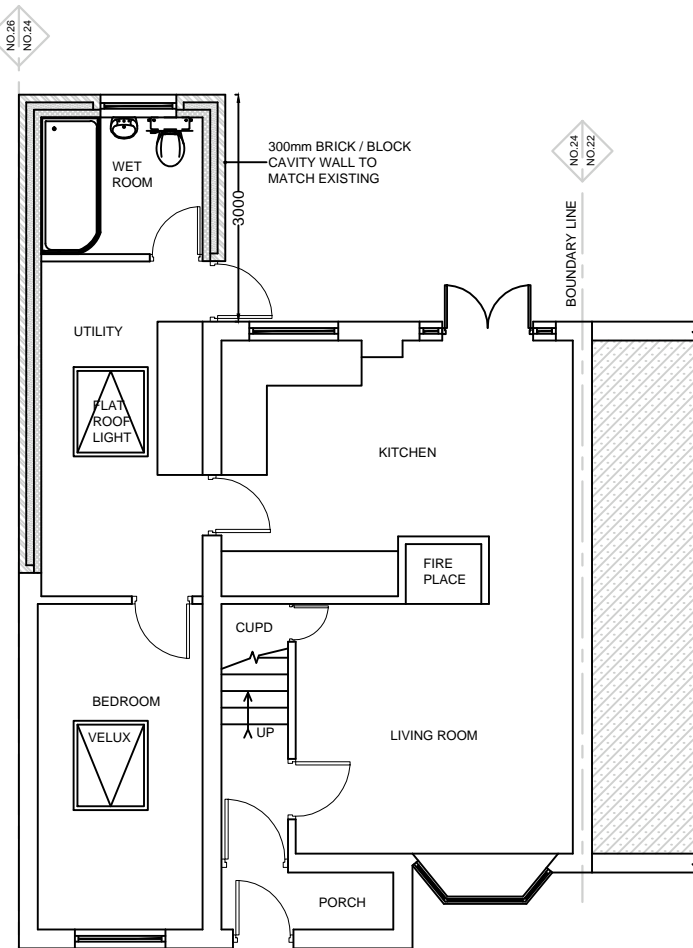 NO.26
NO.24
300mm BRICK / BLOCK
CAVITY WALL TO
MATCH EXISTING
WET
ROOM
3000
NO.24
NO.22
BOUNDARY LINE
UTILITY
FLAT
ROOF
LIGHT
KITCHEN
FIRE
PLACE
CUPD
BEDROOM
VELUX
UP
LIVING ROOM
PORCH